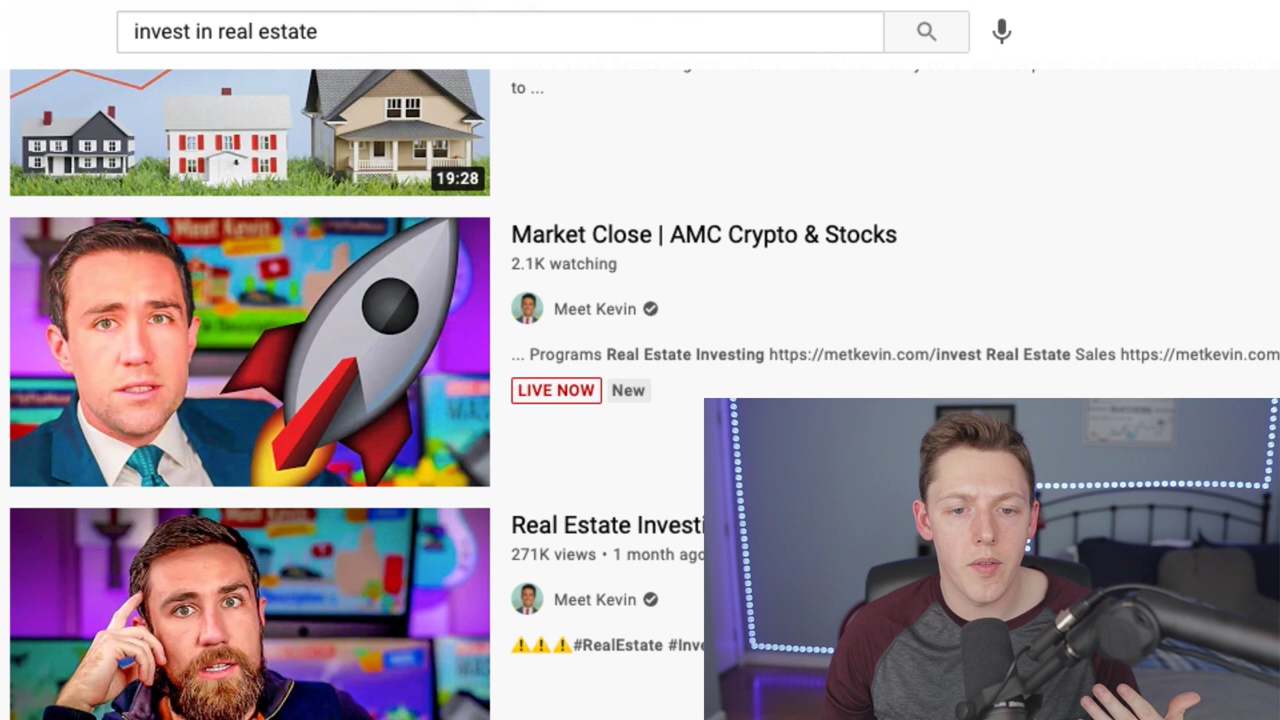 invest in real estate
to ...
19:28
Meet Kevin
Market Close | AMC Crypto & Stocks
2.1K watching
Meet Kevin
... Programs Real Estate Investing https://metkevin.com/invest Real Estate Sales https://metkevin.com
LIVE NOW New
Real Estate Investi
271K views • 1 month ago
Meet Kevin
⚠️⚠️⚠️#RealEstate #Inve